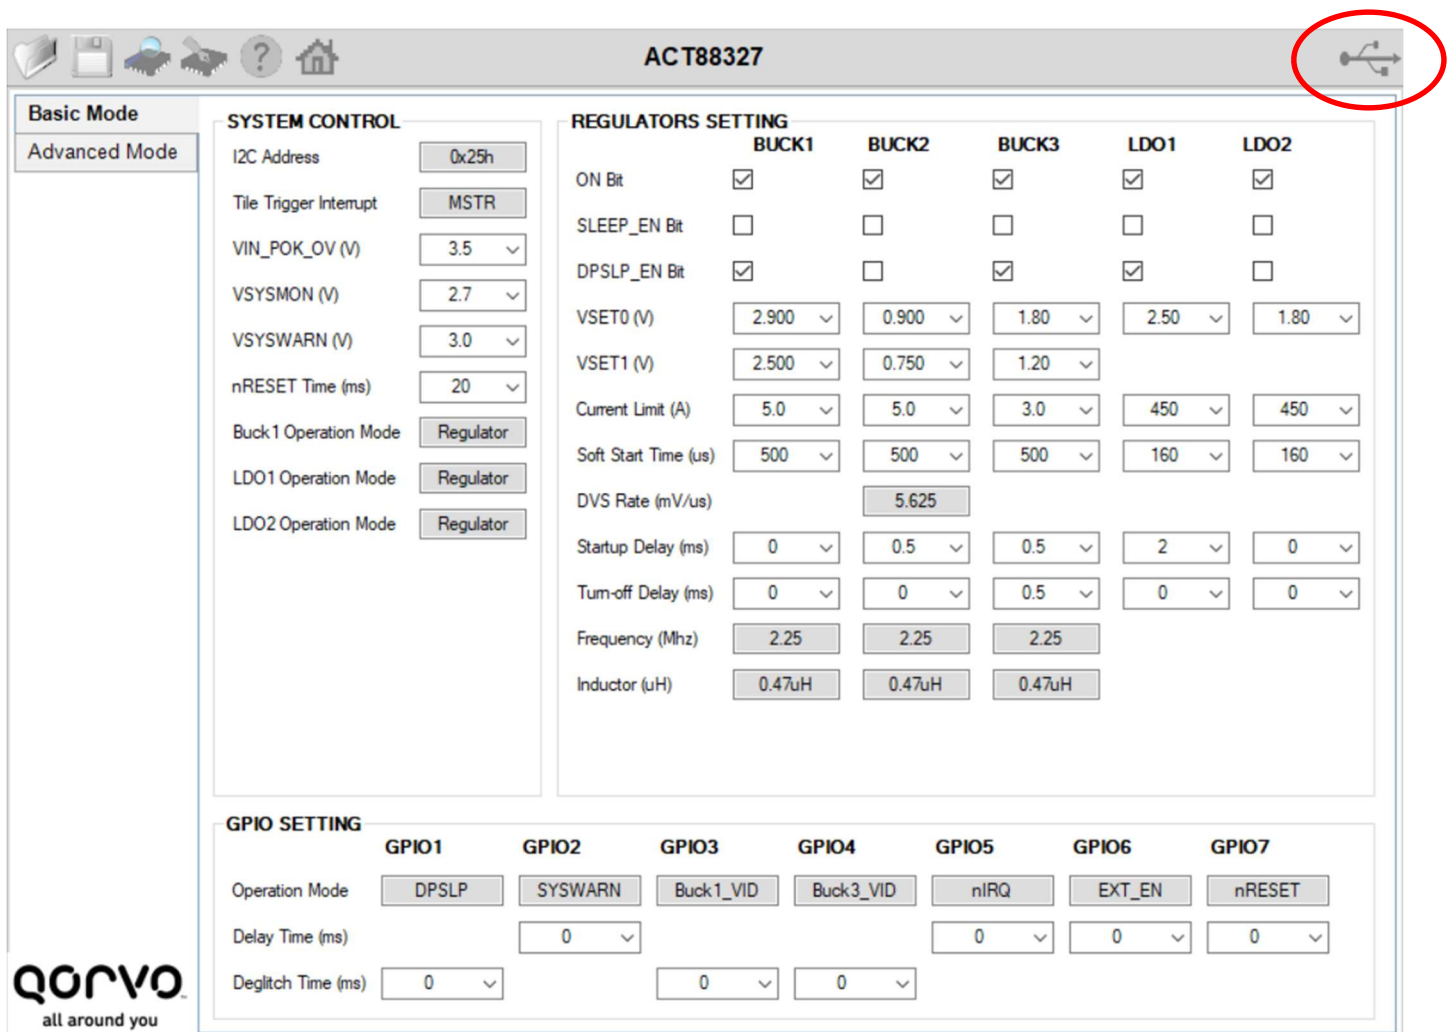 ACT88327
Basic Mode
Advanced Mode
SYSTEM CONTROL
I2C Address 0x25h
Tile Trigger Interrupt MSTR
VIN_POK_OV (V) 3.5
VSYSMON (V) 2.7
VSYSWARN (V) 3.0
nRESET Time (ms) 20
Buck1 Operation Mode Regulator
LDO1 Operation Mode Regulator
LDO2 Operation Mode Regulator
REGULATORS SETTING
BUCK1 BUCK2 BUCK3 LDO1 LDO2
ON Bit
SLEEP_EN Bit
DPSLP_EN Bit
VSET0 (V) 2.900 0.900 1.80 2.50 1.80
VSET1 (V) 2.500 0.750 1.20
Current Limit (A) 5.0 5.0 3.0 450 450
Soft Start Time (us) 500 500 500 160 160
DVS Rate (mV/us) 5.625
Startup Delay (ms) 0 0.5 0.5 2 0
Turn-off Delay (ms) 0 0 0.5 0 0
Frequency (Mhz) 2.25 2.25 2.25
Inductor (uH) 0.47uH 0.47uH 0.47uH
GPIO SETTING
GPIO1 GPIO2 GPIO3 GPIO4 GPIO5 GPIO6 GPIO7
Operation Mode DPSLP SYSWARN Buck1_VID Buck3_VID nIRQ EXT_EN nRESET
Delay Time (ms) 0 0 0 0
Deglitch Time (ms) 0 0 0
QORVO
all around you